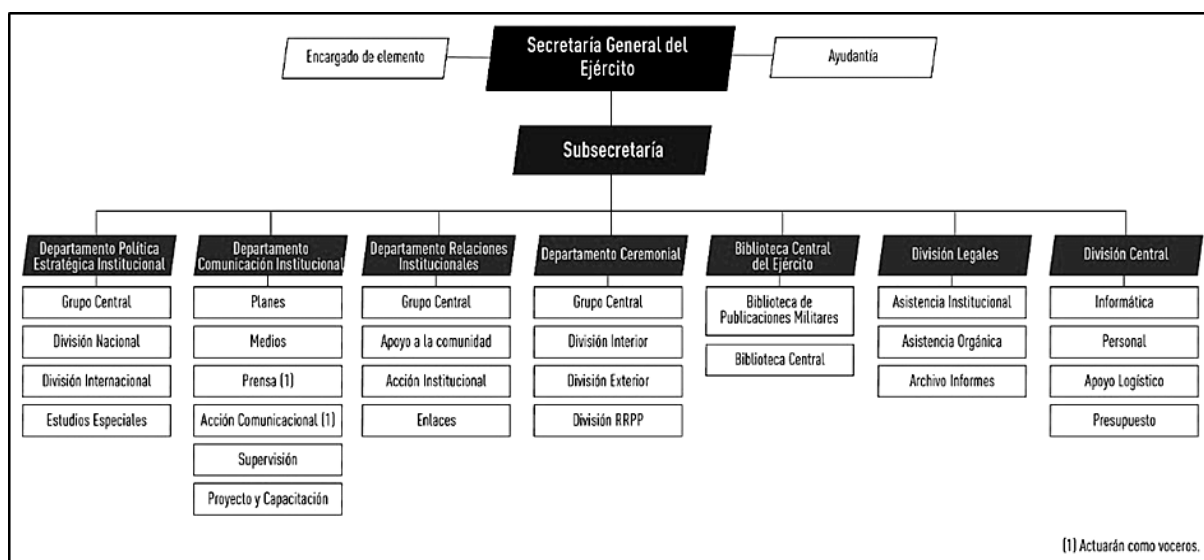 Secretaría General del
Ejército
Encargado de elemento
Ayudantía
Subsecretaría
Departamento Política
Estratégica Institucional
Grupo Central
División Nacional
División Internacional
Estudios Especiales
Departamento
Comunicación Institucional
Planes
Medios
Prensa (1)
Acción Comunicacional (1)
Supervisión
Proyecto y Capacitación
Departamento Relaciones
Institucionales
Grupo Central
Apoyo a la comunidad
Acción Institucional
Enlaces
Departamento Ceremonial
Grupo Central
División Interior
División Exterior
División RRPP
Biblioteca Central
del Ejército
Biblioteca de
Publicaciones Militares
Biblioteca Central
División Legales
Asistencia Institucional
Asistencia Orgánica
Archivo Informes
División Central
Informática
Personal
Apoyo Logístico
Presupuesto
(1) Actuarán como voceros.